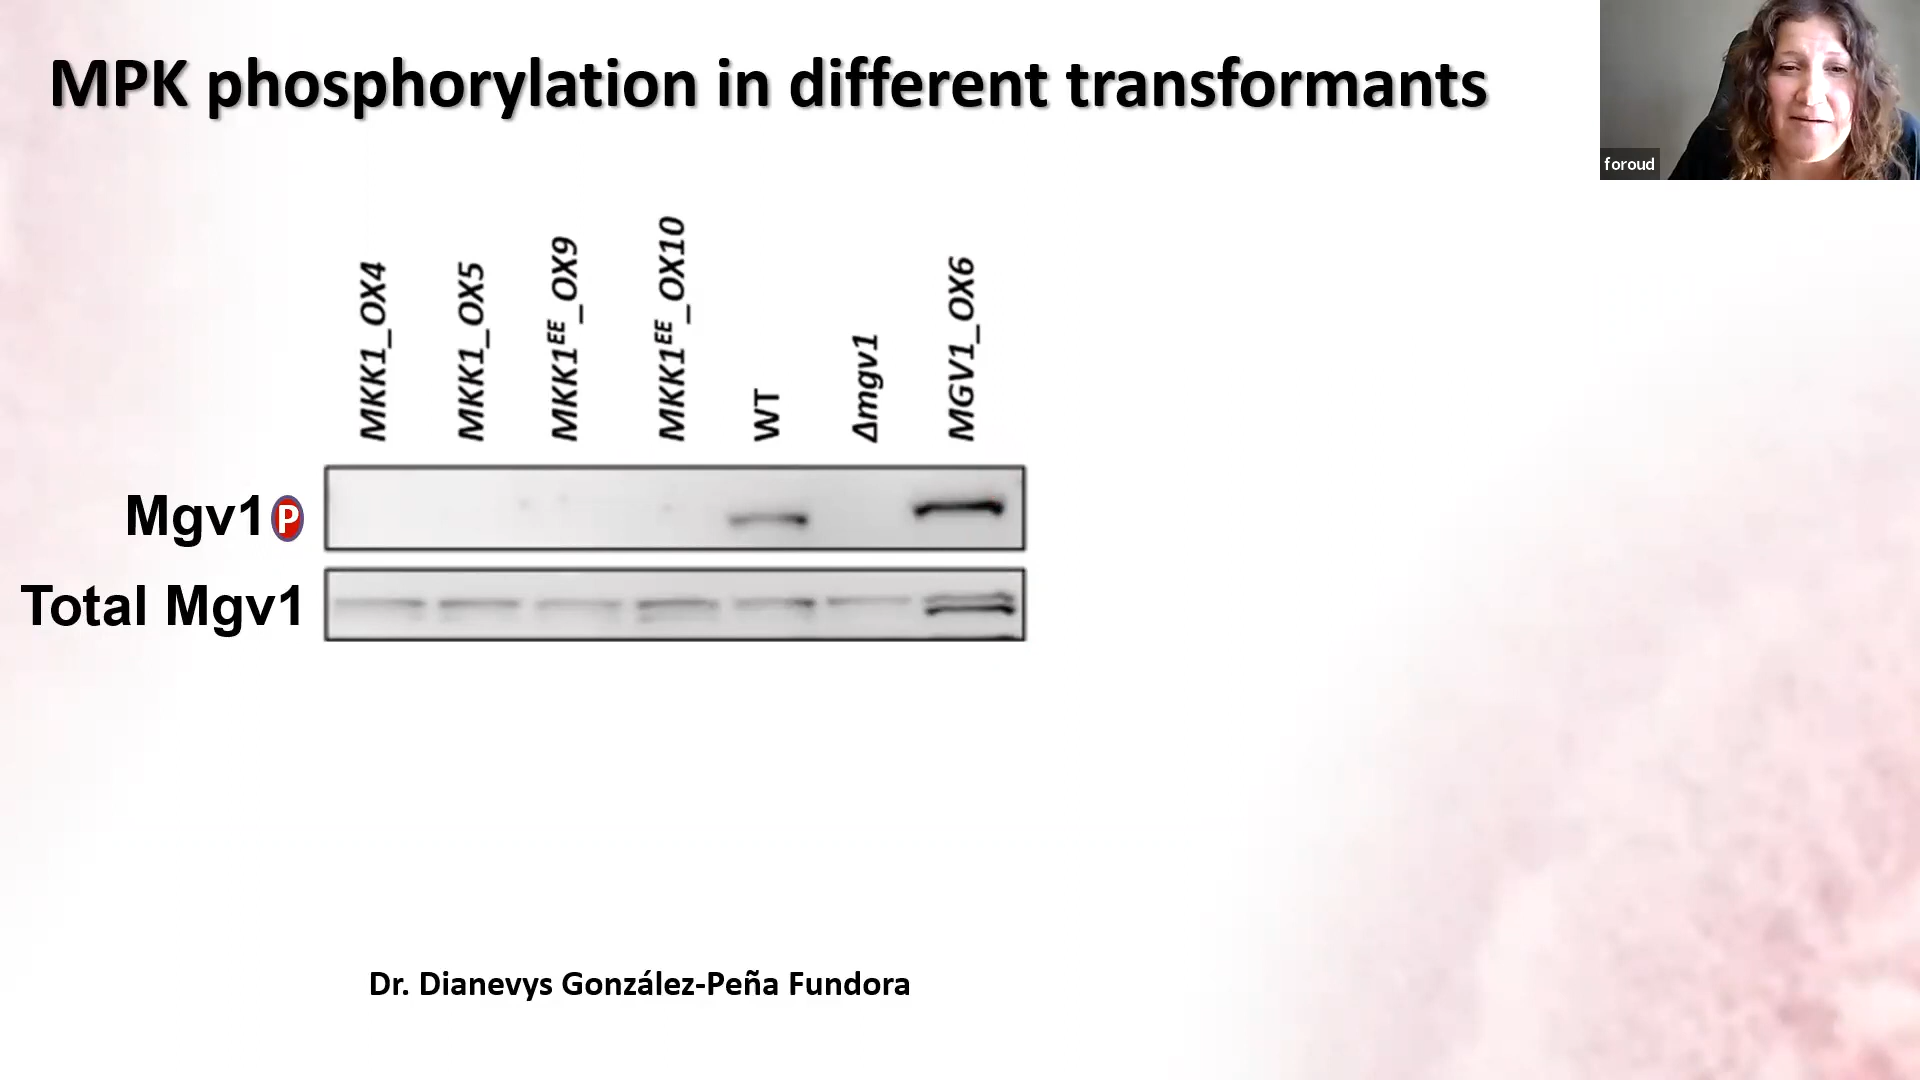 MPK phosphorylation in different transformants
foroud
MKK1_OX4
MKK1_OX5
MKK1EE_OX9
MKK1EE_OX10
WT
Δmgv1
MGV1_OX6
Mgv1 P
Total Mgv1
Dr. Dianevys González-Peña Fundora